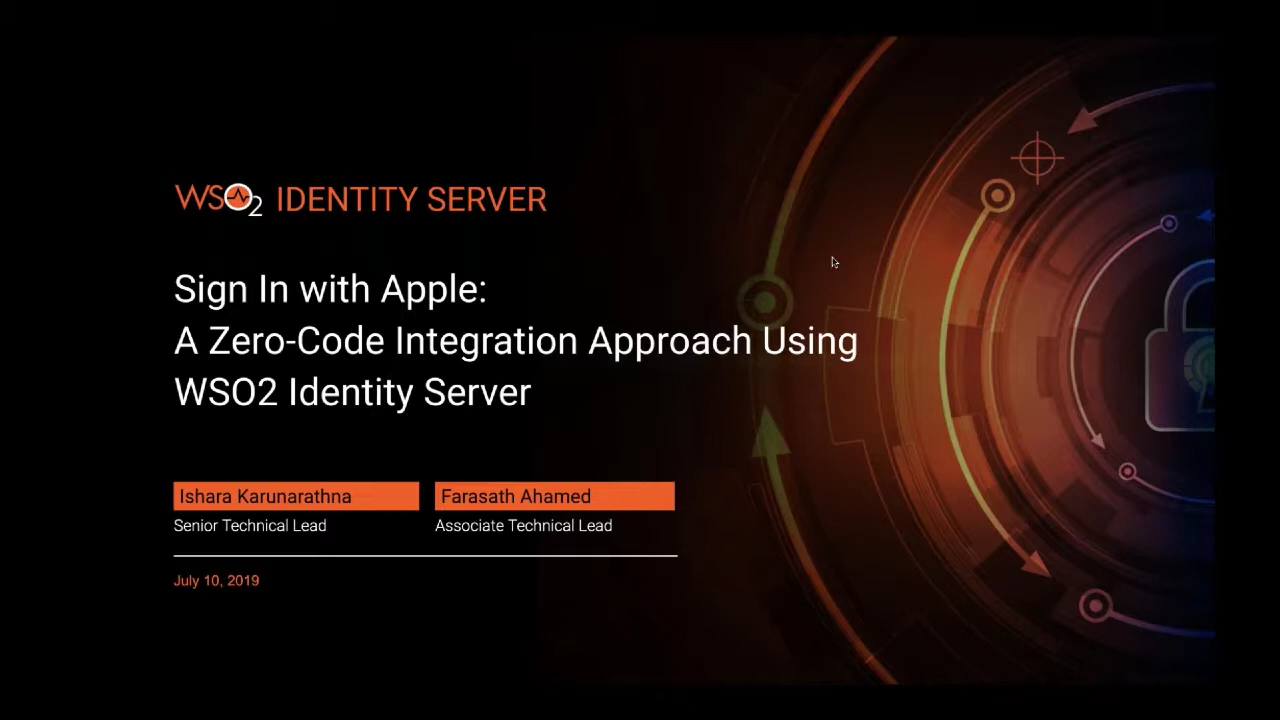 WSO2 IDENTITY SERVER
Sign In with Apple:
A Zero-Code Integration Approach Using
WSO2 Identity Server
Ishara Karunarathna
Farasath Ahamed
Senior Technical Lead
Associate Technical Lead
July 10, 2019